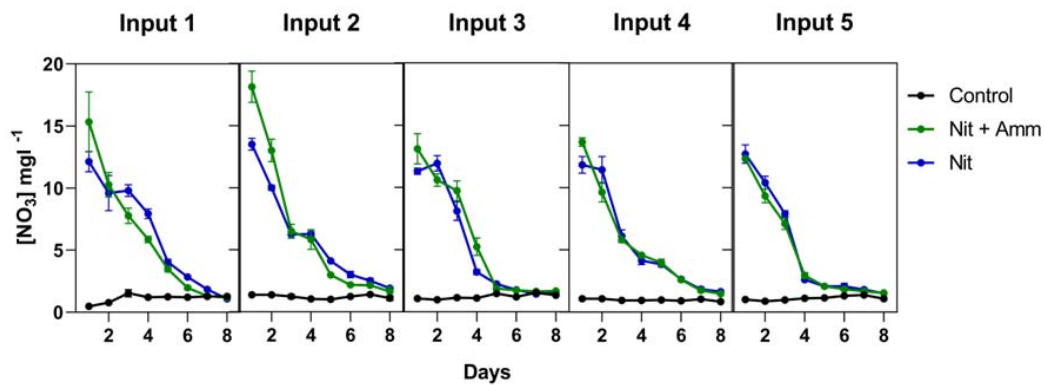 Input 1 Input 2 Input 3 Input 4 Input 5
[NO3] mgl -1
20
15
10
5
0
2 4 6 8 2 4 6 8 2 4 6 8 2 4 6 8 2 4 6 8
Days
Control
Nit + Amm
Nit